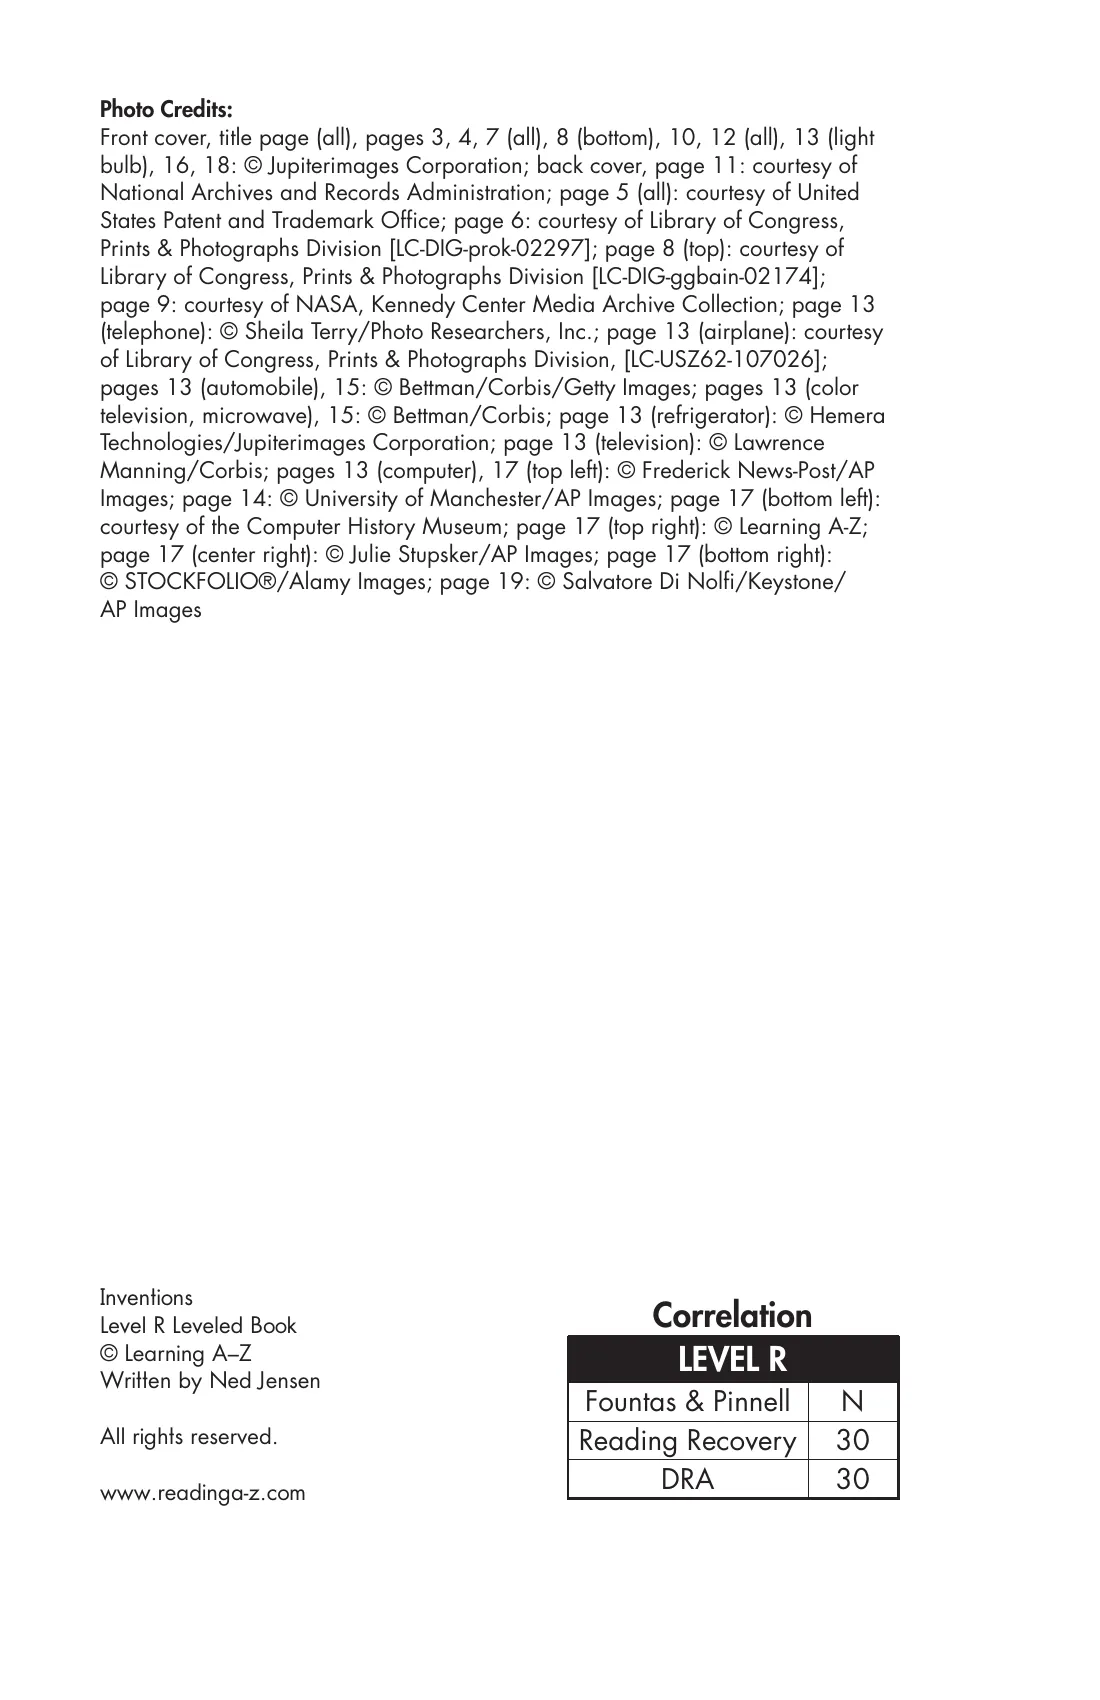 Photo Credits:
Front cover, title page (all), pages 3, 4, 7 (all), 8 (bottom), 10, 12 (all), 13 (light
bulb), 16, 18: © Jupiterimages Corporation; back cover, page 11: courtesy of
National Archives and Records Administration; page 5 (all): courtesy of United
States Patent and Trademark Office; page 6: courtesy of Library of Congress,
Prints & Photographs Division [LC-DIG-prok-02297]; page 8 (top): courtesy of
Library of Congress, Prints & Photographs Division [LC-DIG-ggbain-02174];
page 9: courtesy of NASA, Kennedy Center Media Archive Collection; page 13
(telephone): © Sheila Terry/Photo Researchers, Inc.; page 13 (airplane): courtesy
of Library of Congress, Prints & Photographs Division, [LC-USZ62-107026];
pages 13 (automobile), 15: © Bettman/Corbis/Getty Images; pages 13 (color
television, microwave), 15: © Bettman/Corbis; page 13 (refrigerator): © Hemera
Technologies/Jupiterimages Corporation; page 13 (television): © Lawrence
Manning/Corbis; pages 13 (computer), 17 (top left): © Frederick News-Post/AP
Images; page 14: © University of Manchester/AP Images; page 17 (bottom left):
courtesy of the Computer History Museum; page 17 (top right): © Learning A-Z;
page 17 (center right): © Julie Stupsker/AP Images; page 17 (bottom right):
© STOCKFOLIO®/Alamy Images; page 19: © Salvatore Di Nolfi/Keystone/
AP Images
Inventions
Level R Leveled Book
© Learning A–Z
Written by Ned Jensen
All rights reserved.
www.readinga-z.com
Correlation
LEVEL R
Fountas & Pinnell N
Reading Recovery 30
DRA 30